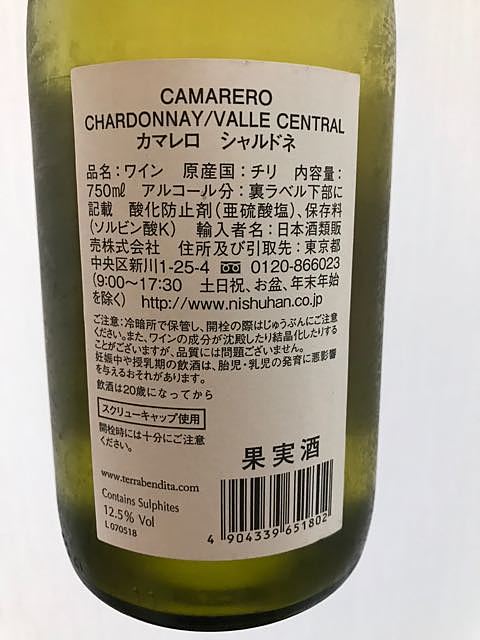 CAMARERO
CHARDONNAY/VALLE CENTRAL
カマレロ シャルドネ
品名:ワイン 原産国:チリ 内容量:
750㎖ アルコール分:裏ラベル下部に
記載 酸化防止剤(亜硫酸塩)、保存料
(ソルビン酸K) 輸入者名:日本酒類販
売株式会社 住所及び引取先:東京都
中央区新川1-25-4 0120-866023
(9:00〜17:30 土日祝、お盆、年末年始
を除く) http://www.nishuhan.co.jp
ご注意:冷暗所で保管し、開栓の際はじゅうぶんにご注意
ください。また、ワインの成分が沈殿したり結晶化したりする
ことがございますが、品質には問題ございません。
妊娠中や授乳期の飲酒は、胎児・乳児の発育に悪影響
を与えるおそれがあります。
飲酒は20歳になってから
スクリューキャップ使用
開栓時には十分にご注意
ください。
果実酒
www.terrabendita.com
Contains Sulphites
12.5% Vol
L 070518
4 904339 651802